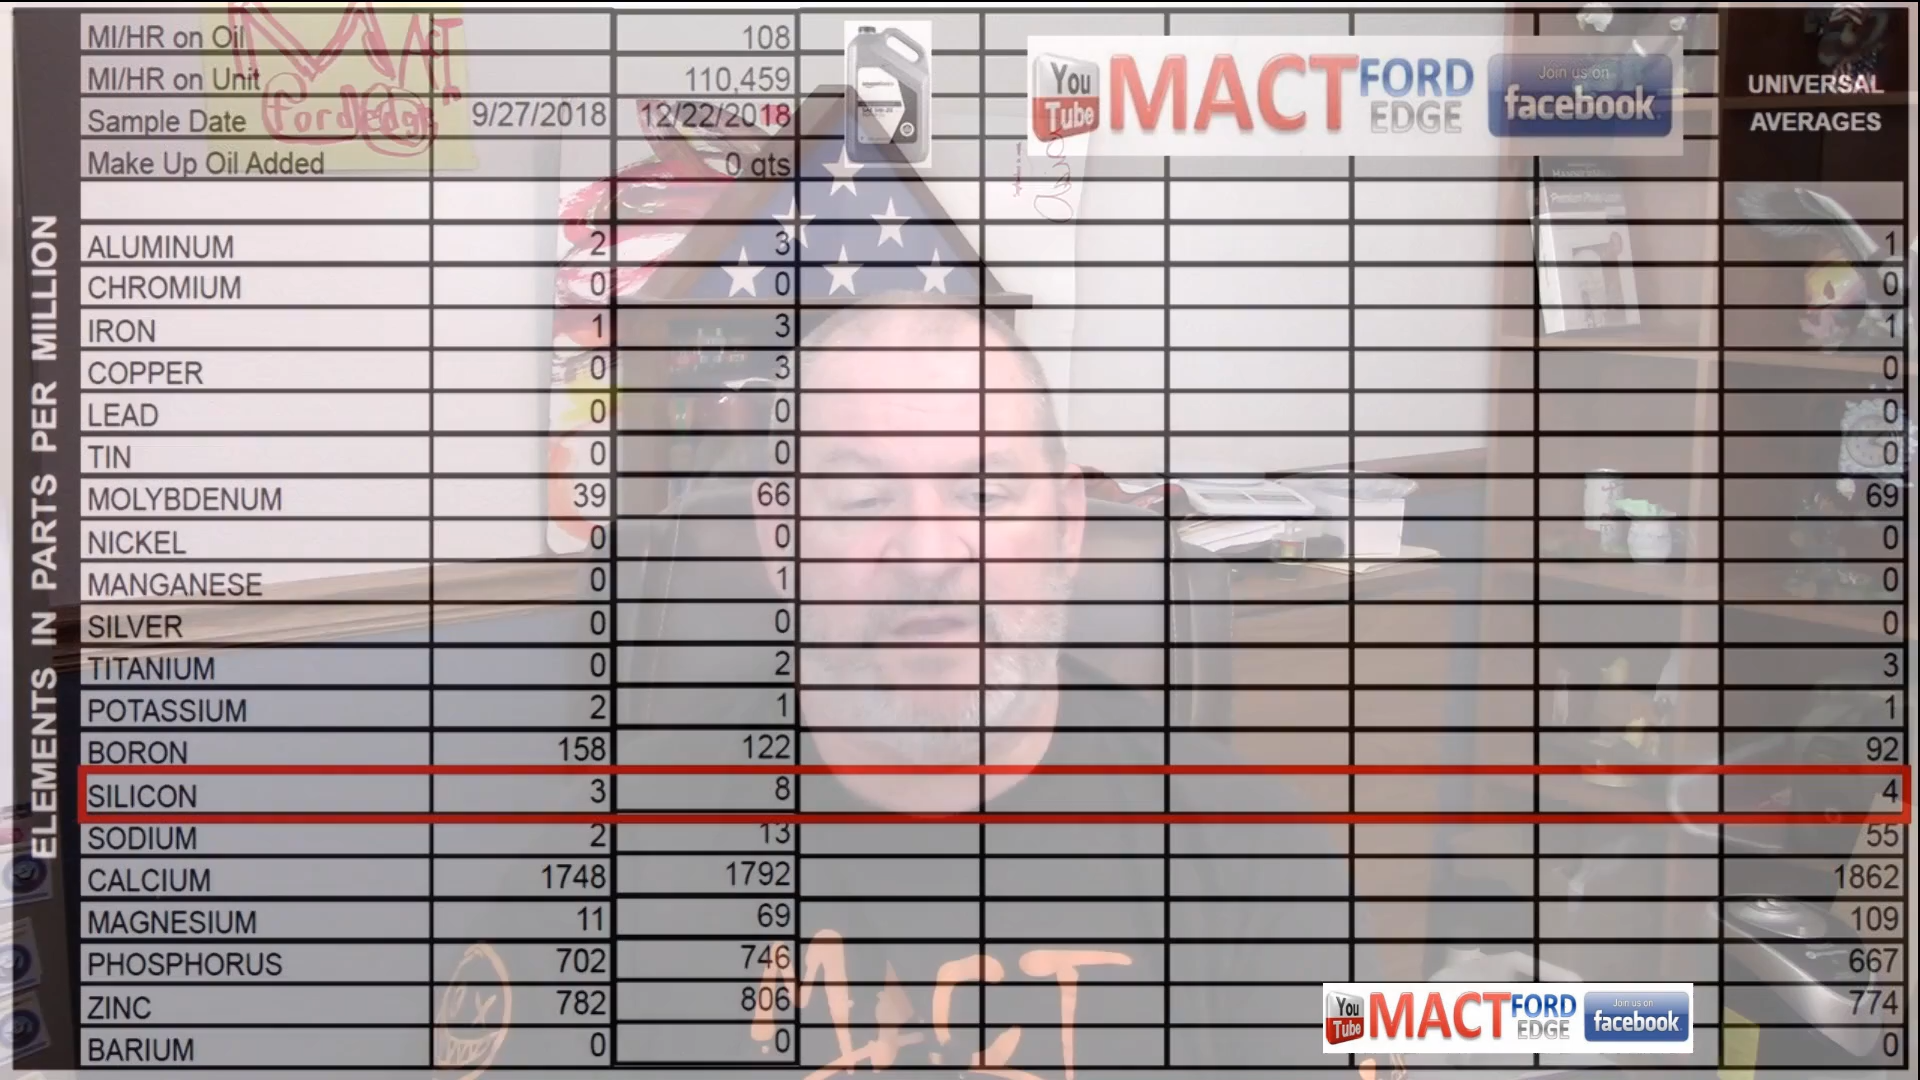 MI/HR on Oil 108
MI/HR on Unit 110,459
Sample Date 9/27/2018 12/22/2018
Make Up Oil Added 0 qts
UNIVERSAL
AVERAGES
MACT
FordEdge
You
Tube
MACT FORD
EDGE
Join us on
facebook
ELEMENTS IN PARTS PER MILLION
ALUMINUM 2 3 1
CHROMIUM 0 0 0
IRON 1 3 1
COPPER 0 3 0
LEAD 0 0 0
TIN 0 0 0
MOLYBDENUM 39 66 69
NICKEL 0 0 0
MANGANESE 0 1 0
SILVER 0 0 0
TITANIUM 0 2 3
POTASSIUM 2 1 1
BORON 158 122 92
SILICON 3 8 4
SODIUM 2 13 55
CALCIUM 1748 1792 1862
MAGNESIUM 11 69 109
PHOSPHORUS 702 746 667
ZINC 782 806 774
BARIUM 0 0 0
MACT
You
Tube
MACT FORD
EDGE
Join us on
facebook